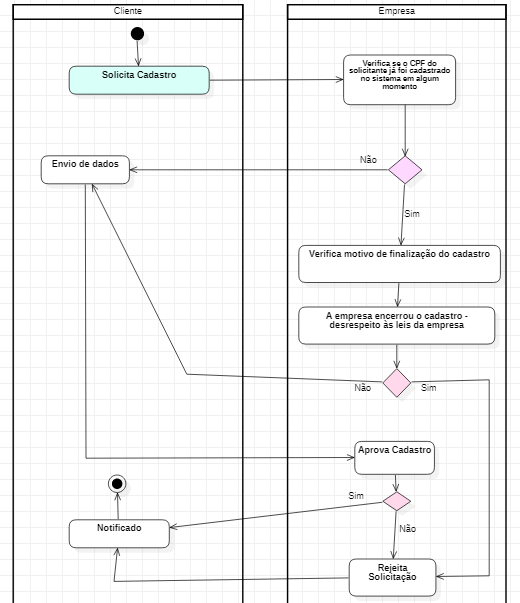 Cliente
Empresa
Solicita Cadastro
Verifica se o CPF do
solicitante já foi cadastrado
no sistema em algum
momento
Não
Envio de dados
Sim
Verifica motivo de finalização do cadastro
A empresa encerrou o cadastro -
desrespeito às leis da empresa
Não
Sim
Aprova Cadastro
Sim
Notificado
Não
Rejeita
Solicitação